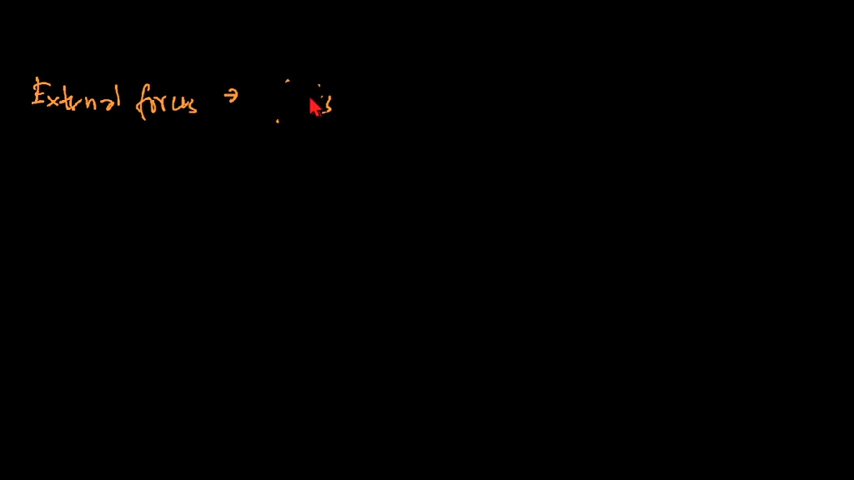 External forces →